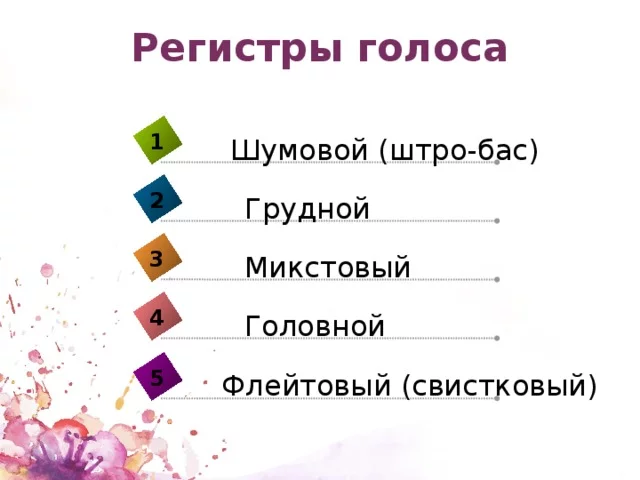 Регистры голоса
1 Шумовой (штро-бас)
2 Грудной
3 Микстовый
4 Головной
5 Флейтовый (свистковый)